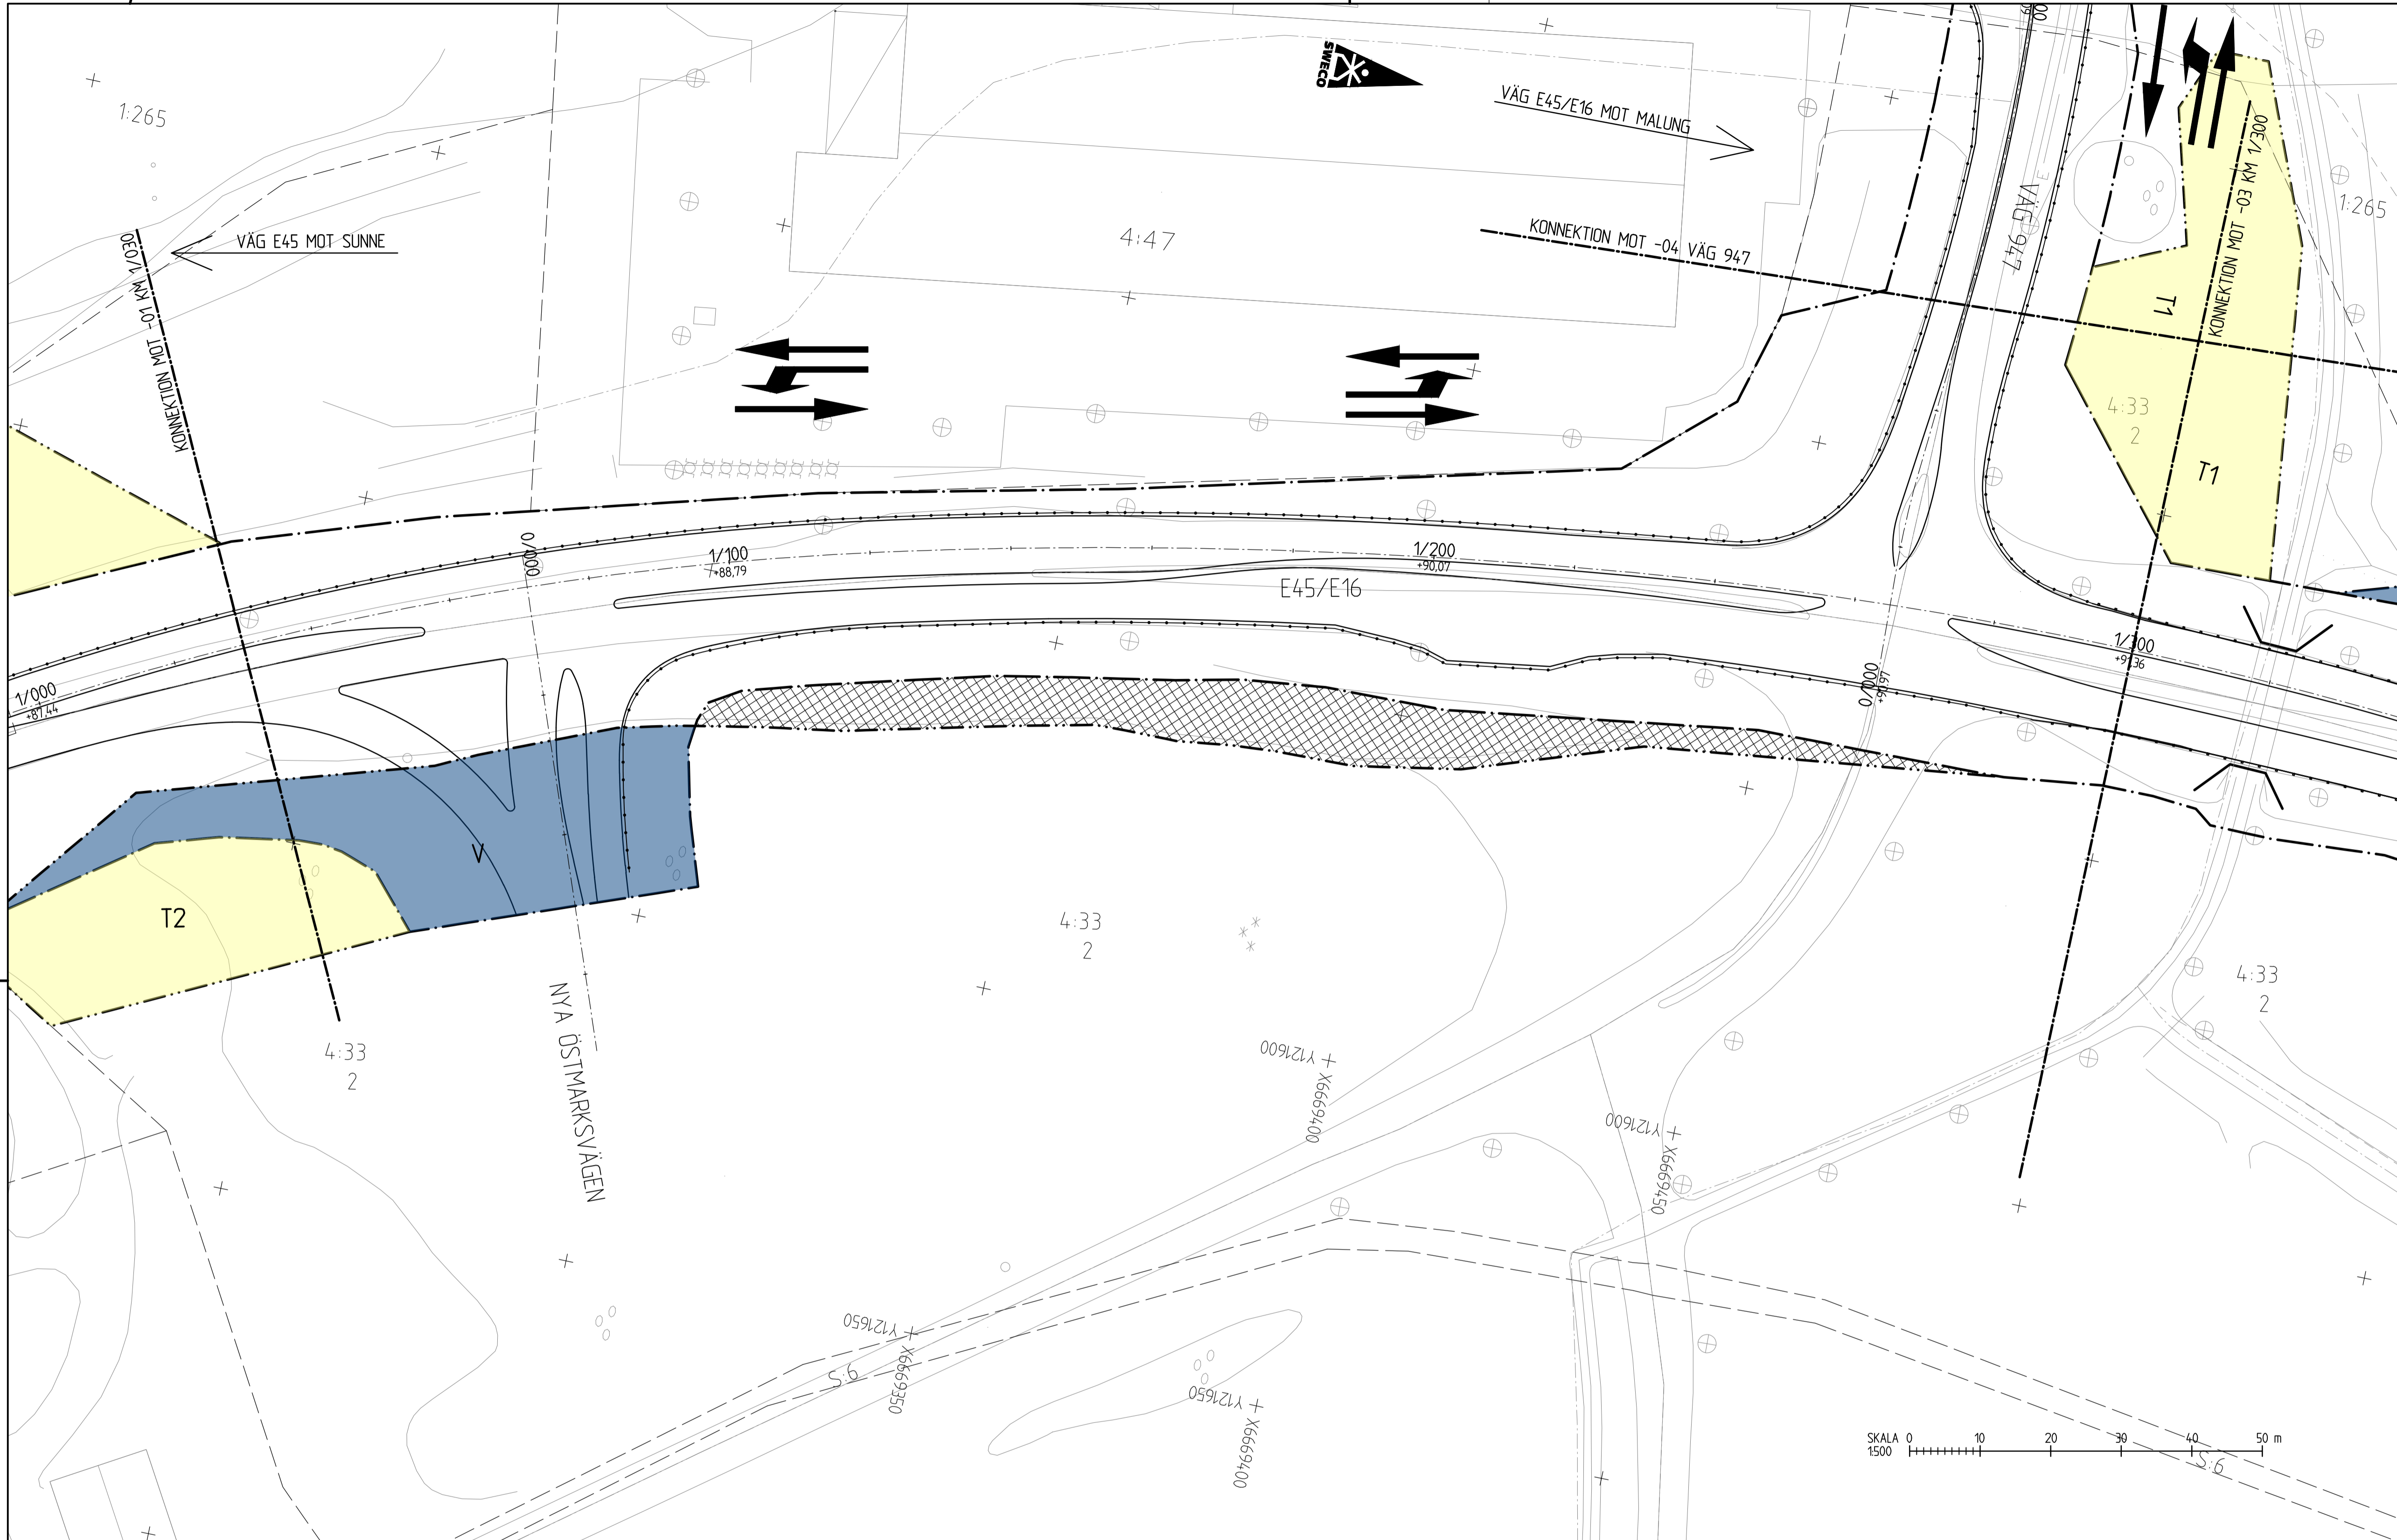 1:265
SWECO
VÄG E45/E16 MOT MALUNG
VÄG E45 MOT SUNNE
4:47
KONNEKTION MOT -04 VÄG 947
VÄG 947
E
KONNEKTION MOT -03 KM 1/300
1:265
KONNEKTION MOT -01 KM 1/030
T1
4:33
2
T1
0/000
1/100
+88,79
1/200
+90,07
E45/E16
1/000
+87,44
0/000
+90,97
1/300
+91,36
V
T2
4:33
2
4:33
2
NYA ÖSTMARKSVÄGEN
4:33
2
Y121600
X6669400
Y121600
X6669450
Y121650
X6669350
S:6
Y121650
X6669400
SKALA
1:500
0 10 20 30 40 50 m
S:6